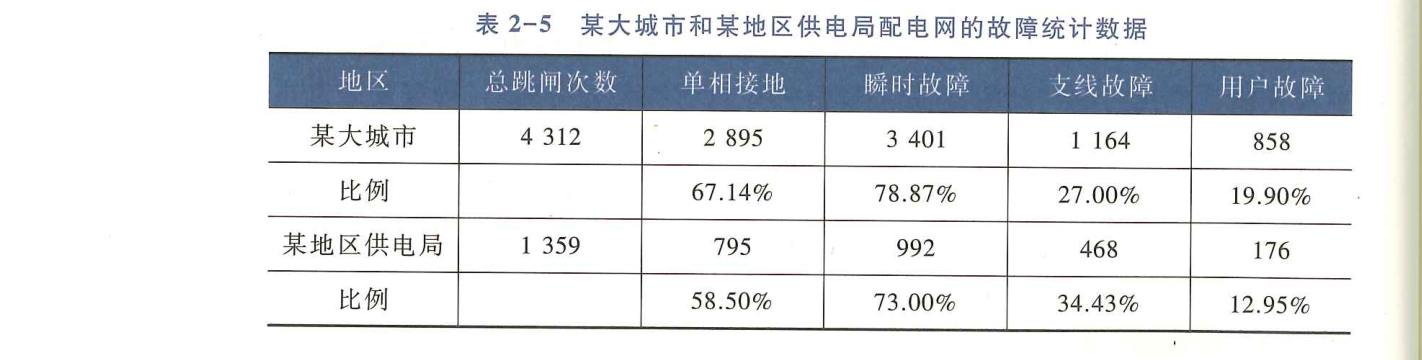 表 2-5 某大城市和某地区供电局配电网的故障统计数据
地区 总跳闸次数 单相接地 瞬时故障 支线故障 用户故障
某大城市 4 312 2 895 3 401 1 164 858
比例 67.14% 78.87% 27.00% 19.90%
某地区供电局 1 359 795 992 468 176
比例 58.50% 73.00% 34.43% 12.95%